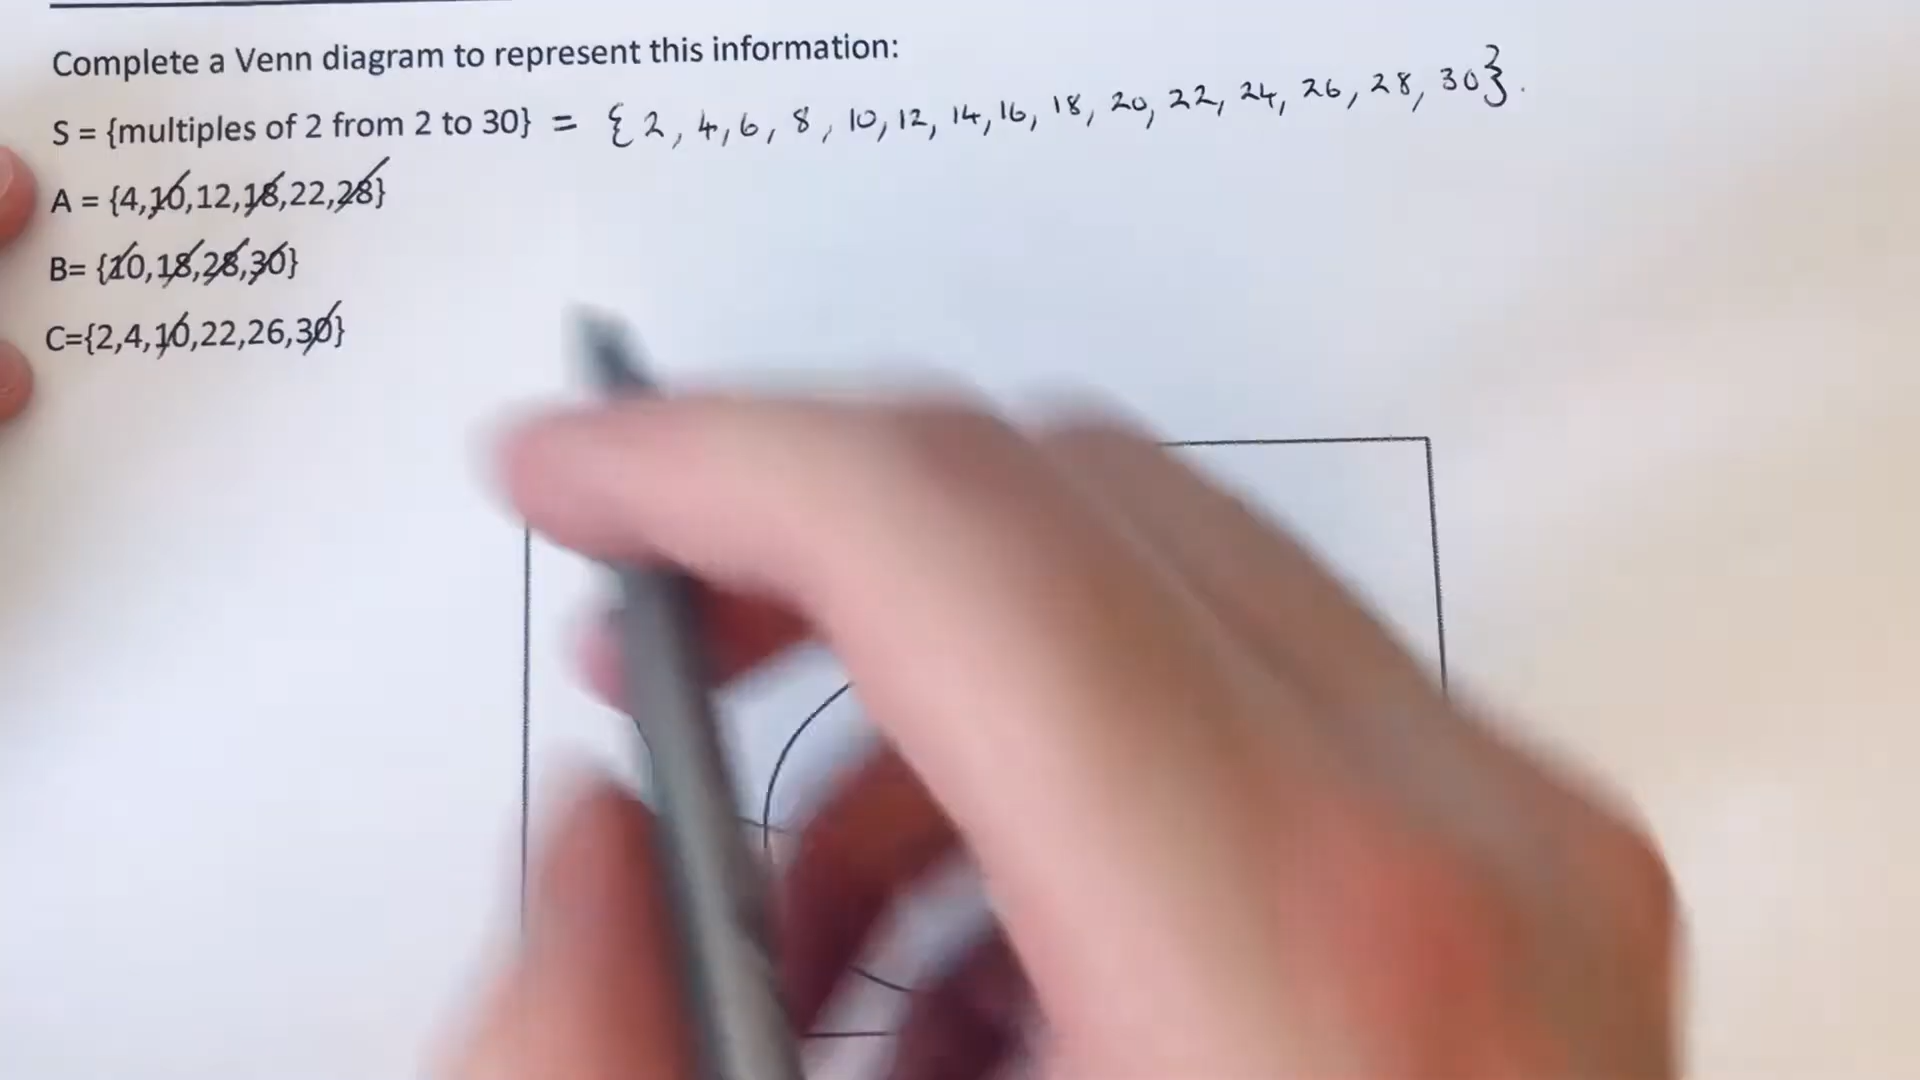 Complete a Venn diagram to represent this information:
S = {multiples of 2 from 2 to 30} = {2, 4, 6, 8, 10, 12, 14, 16, 18, 20, 22, 24, 26, 28, 30}.
A = {4,10,12,18,22,28}
B= {10,18,28,30}
C={2,4,10,22,26,30}